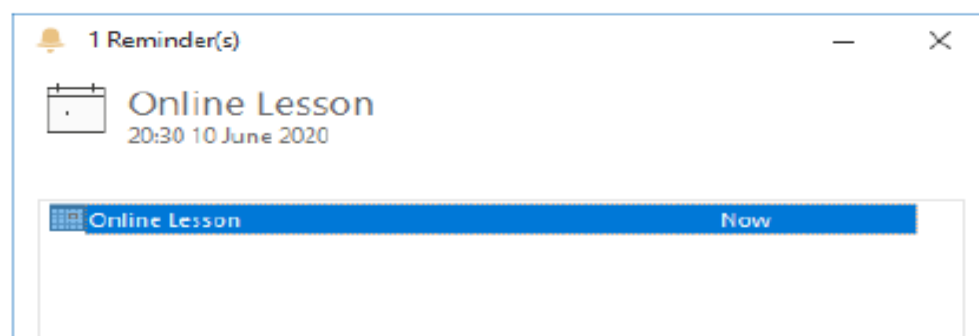 1 Reminder(s)
Online Lesson
20:30 10 June 2020
Online Lesson Now